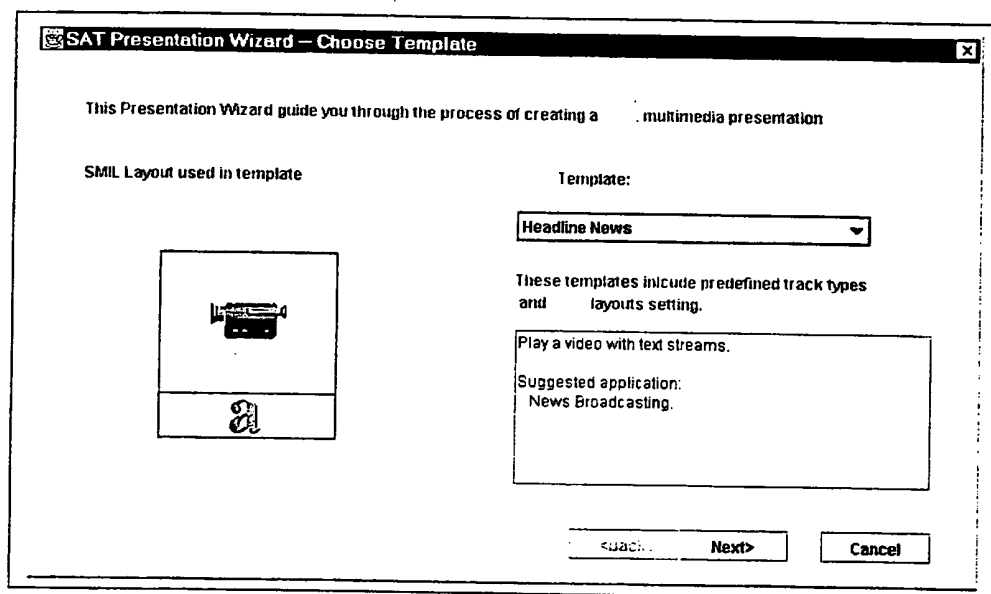 SAT Presentation Wizard – Choose Template
This Presentation Wizard guide you through the process of creating a . multimedia presentation
SMIL Layout used in template
Template:
Headline News
These templates inlcude predefined track types
and layouts setting.
Play a video with text streams.
Suggested application:
News Broadcasting.
a
Next>
Cancel